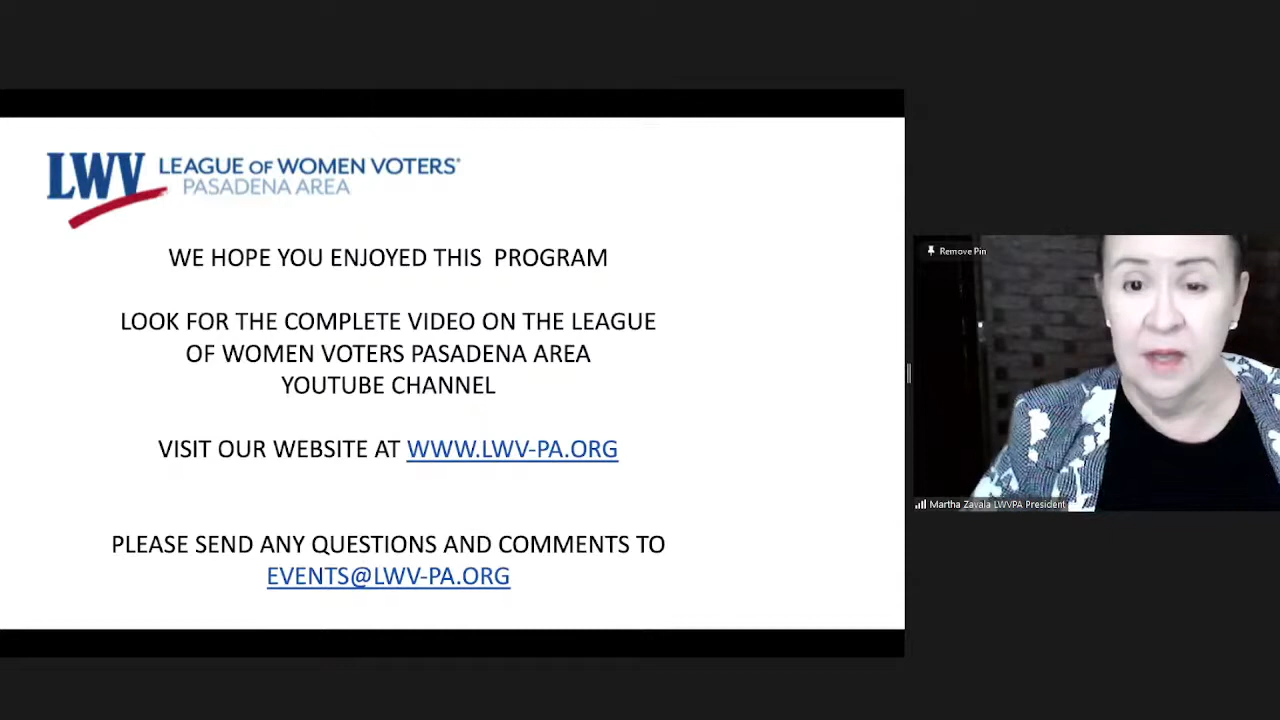 LWV LEAGUE OF WOMEN VOTERS®
PASADENA AREA
WE HOPE YOU ENJOYED THIS PROGRAM
LOOK FOR THE COMPLETE VIDEO ON THE LEAGUE
OF WOMEN VOTERS PASADENA AREA
YOUTUBE CHANNEL
VISIT OUR WEBSITE AT WWW.LWV-PA.ORG
PLEASE SEND ANY QUESTIONS AND COMMENTS TO
EVENTS@LWV-PA.ORG
Remove Pin
Martha Zavala LWVPA President